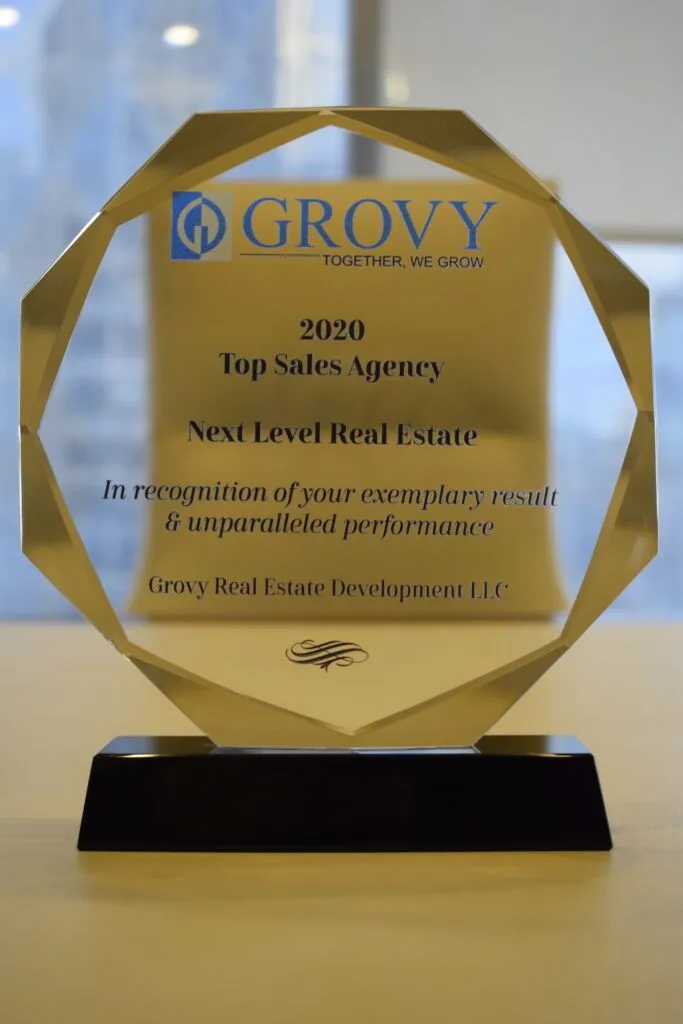 GROVY
TOGETHER, WE GROW
2020
Top Sales Agency
Next Level Real Estate
In recognition of your exemplary result
& unparalleled performance
Grovy Real Estate Development LLC